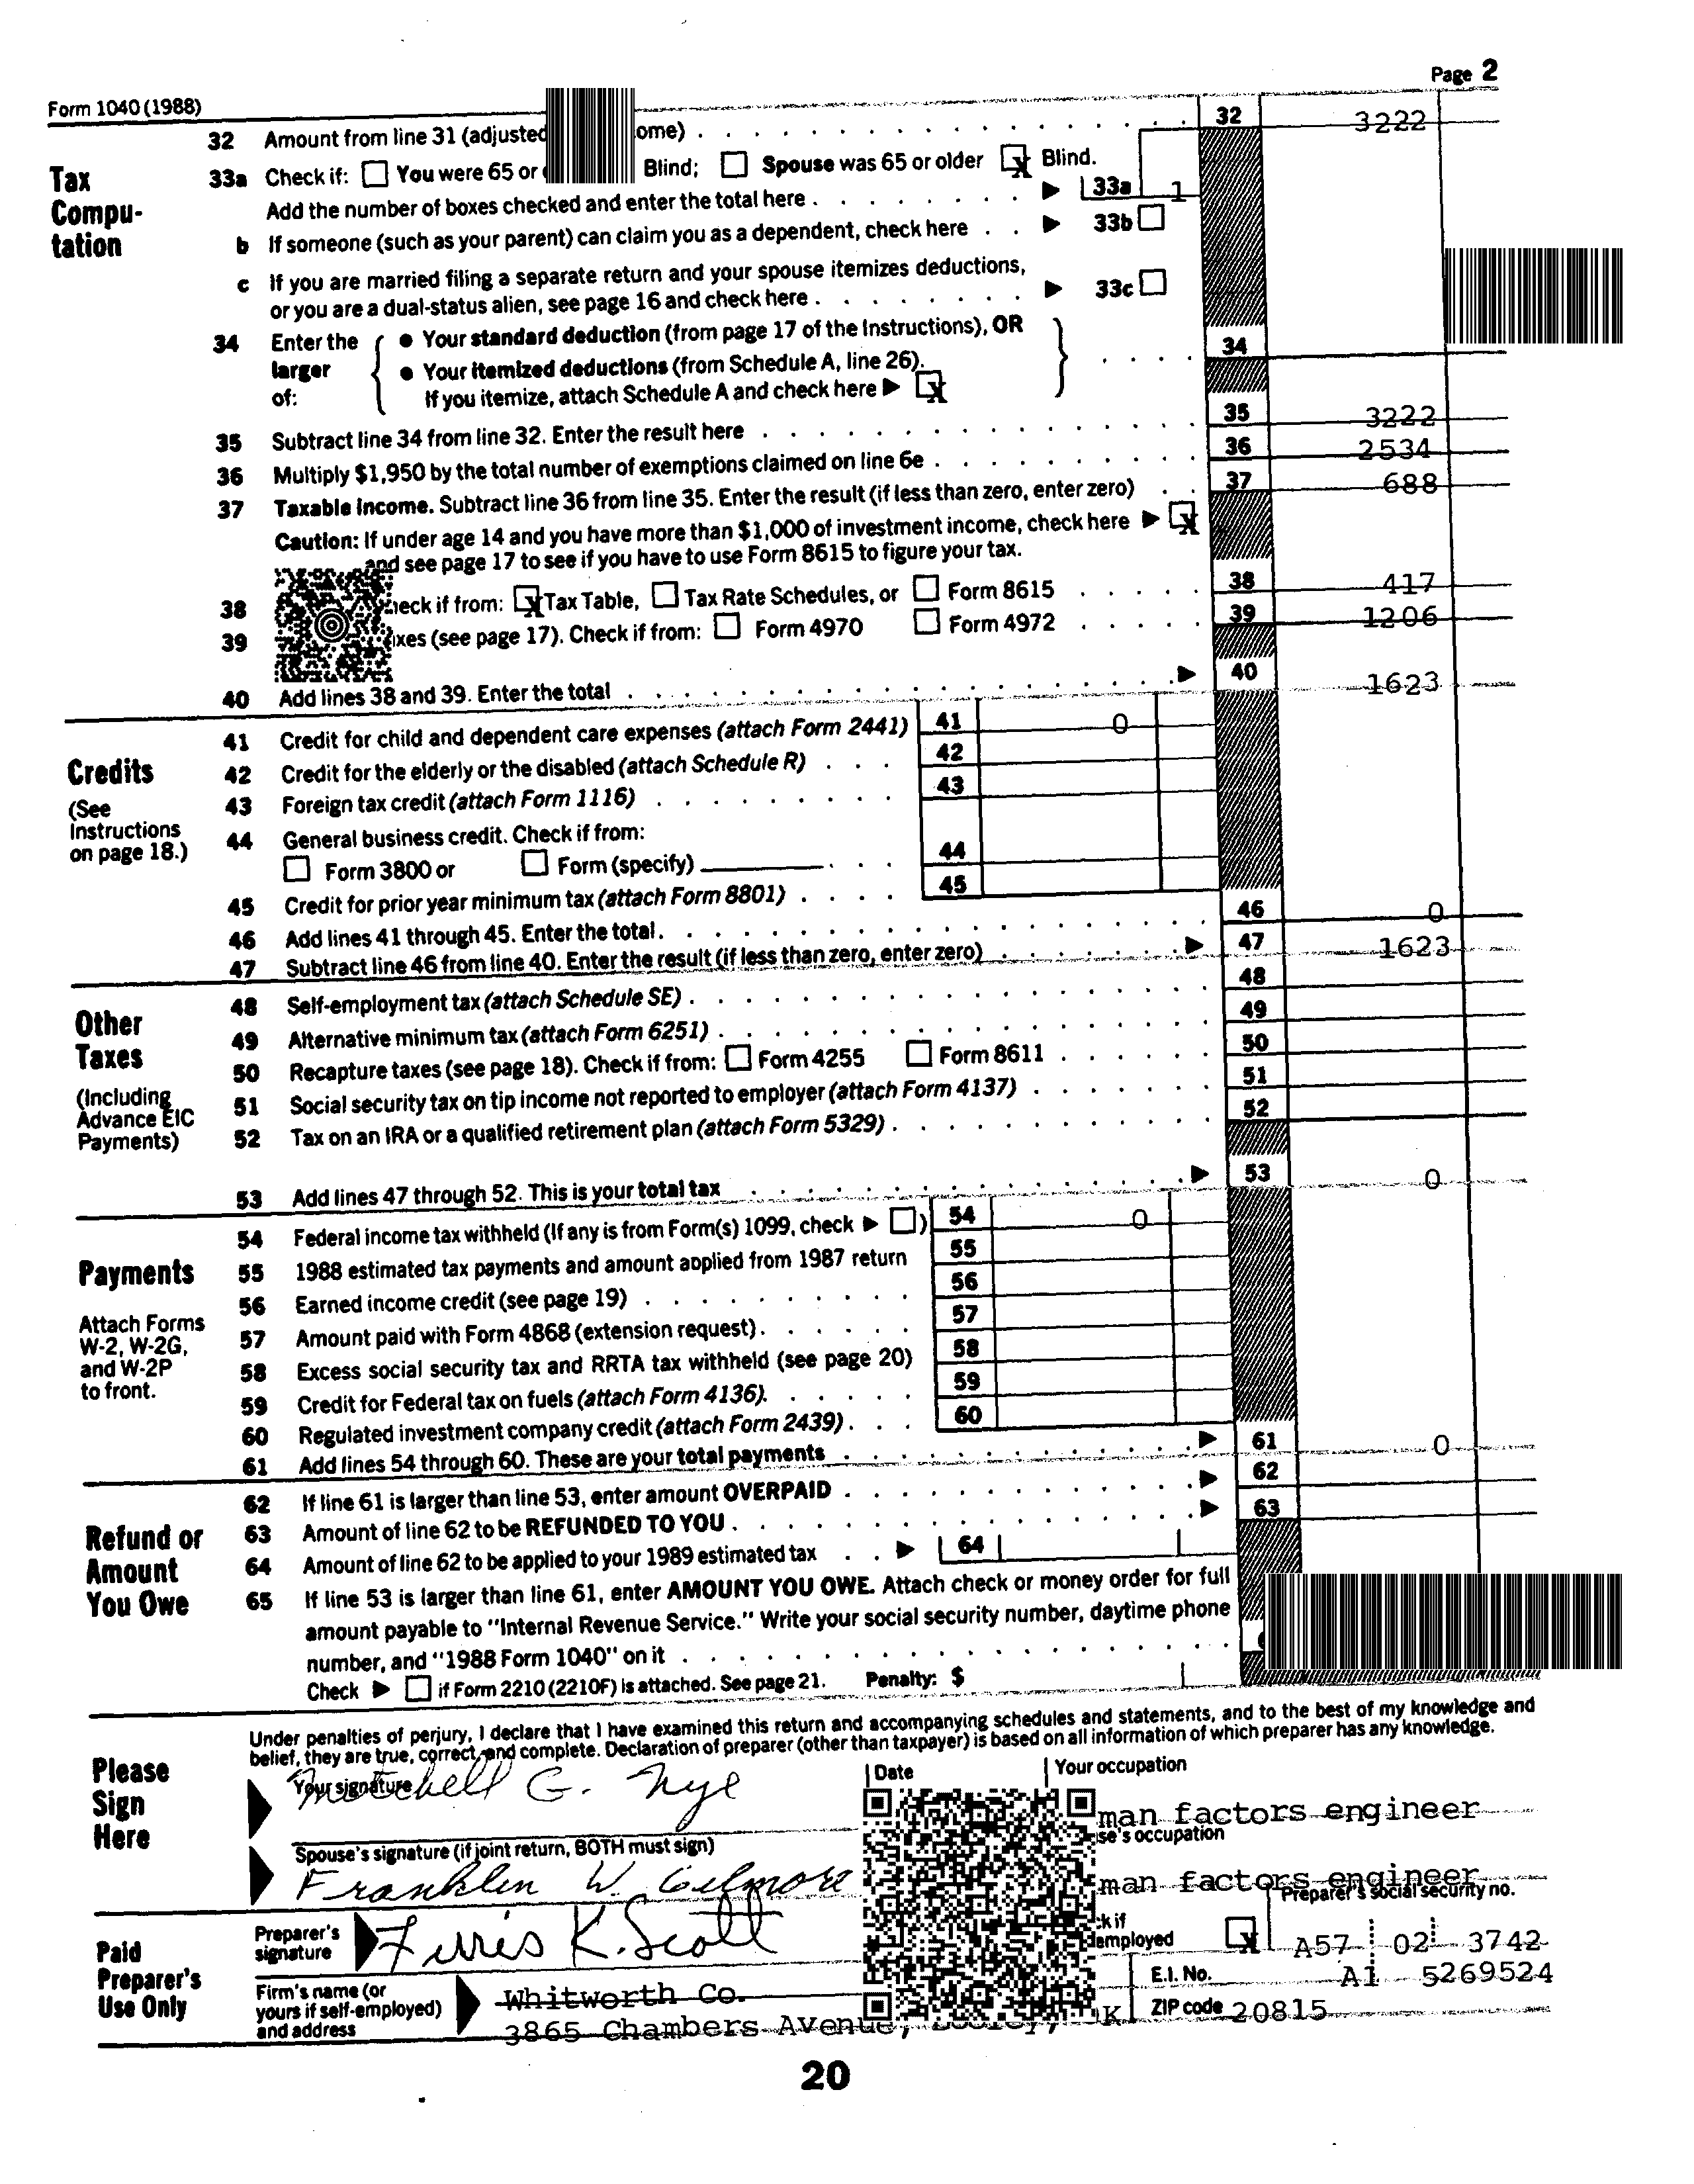 Page 2
Form 1040 (1988)
32 Amount from line 31 (adjusted ome) 32 3222
Tax Compu-tation
33a Check if: You were 65 or Blind; Spouse was 65 or older X Blind.
Add the number of boxes checked and enter the total here 33a 1
b If someone (such as your parent) can claim you as a dependent, check here 33b
c If you are married filing a separate return and your spouse itemizes deductions,
or you are a dual-status alien, see page 16 and check here 33c
34 Enter the larger of: { • Your standard deduction (from page 17 of the Instructions), OR } 34
• Your itemized deductions (from Schedule A, line 26).
If you itemize, attach Schedule A and check here X
35 Subtract line 34 from line 32. Enter the result here 35 3222
36 Multiply $1,950 by the total number of exemptions claimed on line 6e 36 2534
37 Taxable income. Subtract line 36 from line 35. Enter the result (if less than zero, enter zero) 37 688
Caution: If under age 14 and you have more than $1,000 of investment income, check here X
and see page 17 to see if you have to use Form 8615 to figure your tax.
38 heck if from: X Tax Table, Tax Rate Schedules, or Form 8615 38 417
39 xes (see page 17). Check if from: Form 4970 Form 4972 39 1206
40 Add lines 38 and 39. Enter the total 40 1623
Credits
(See Instructions on page 18.)
41 Credit for child and dependent care expenses (attach Form 2441) 41 0
42 Credit for the elderly or the disabled (attach Schedule R) 42
43 Foreign tax credit (attach Form 1116) 43
44 General business credit. Check if from:
Form 3800 or Form (specify) 44
45 Credit for prior year minimum tax (attach Form 8801) 45
46 Add lines 41 through 45. Enter the total. 46 0
47 Subtract line 46 from line 40. Enter the result (if less than zero, enter zero) 47 1623
Other Taxes
(Including Advance EIC Payments)
48 Self-employment tax (attach Schedule SE) 48
49 Alternative minimum tax (attach Form 6251) 49
50 Recapture taxes (see page 18). Check if from: Form 4255 Form 8611 50
51 Social security tax on tip income not reported to employer (attach Form 4137) 51
52 Tax on an IRA or a qualified retirement plan (attach Form 5329) 52
53 Add lines 47 through 52. This is your total tax 53 0
Payments
Attach Forms W-2, W-2G, and W-2P to front.
54 Federal income tax withheld (If any is from Form(s) 1099, check ) 54 0
55 1988 estimated tax payments and amount applied from 1987 return 55
56 Earned income credit (see page 19) 56
57 Amount paid with Form 4868 (extension request) 57
58 Excess social security tax and RRTA tax withheld (see page 20) 58
59 Credit for Federal tax on fuels (attach Form 4136) 59
60 Regulated investment company credit (attach Form 2439) 60
61 Add lines 54 through 60. These are your total payments 61 0
Refund or Amount You Owe
62 If line 61 is larger than line 53, enter amount OVERPAID 62
63 Amount of line 62 to be REFUNDED TO YOU 63
64 Amount of line 62 to be applied to your 1989 estimated tax 64
65 If line 53 is larger than line 61, enter AMOUNT YOU OWE. Attach check or money order for full
amount payable to "Internal Revenue Service." Write your social security number, daytime phone
number, and "1988 Form 1040" on it
Check if Form 2210 (2210F) is attached. See page 21. Penalty: $
Please Sign Here
Under penalties of perjury, I declare that I have examined this return and accompanying schedules and statements, and to the best of my knowledge and
belief, they are true, correct, and complete. Declaration of preparer (other than taxpayer) is based on all information of which preparer has any knowledge.
Your signature Date Your occupation
Mitchell G. Nye man factors engineer
Spouse's signature (if joint return, BOTH must sign) se's occupation
Franklin W. Gilmore man factors engineer
Paid Preparer's Use Only
Preparer's signature Ferris K. Scott ck if employed X Preparer's social security no. A57 02 3742
Firm's name (or yours if self-employed) and address Whitworth Co. E.I. No. A1 5269524
3865 Chambers Avenue, OK ZIP code 20815
20